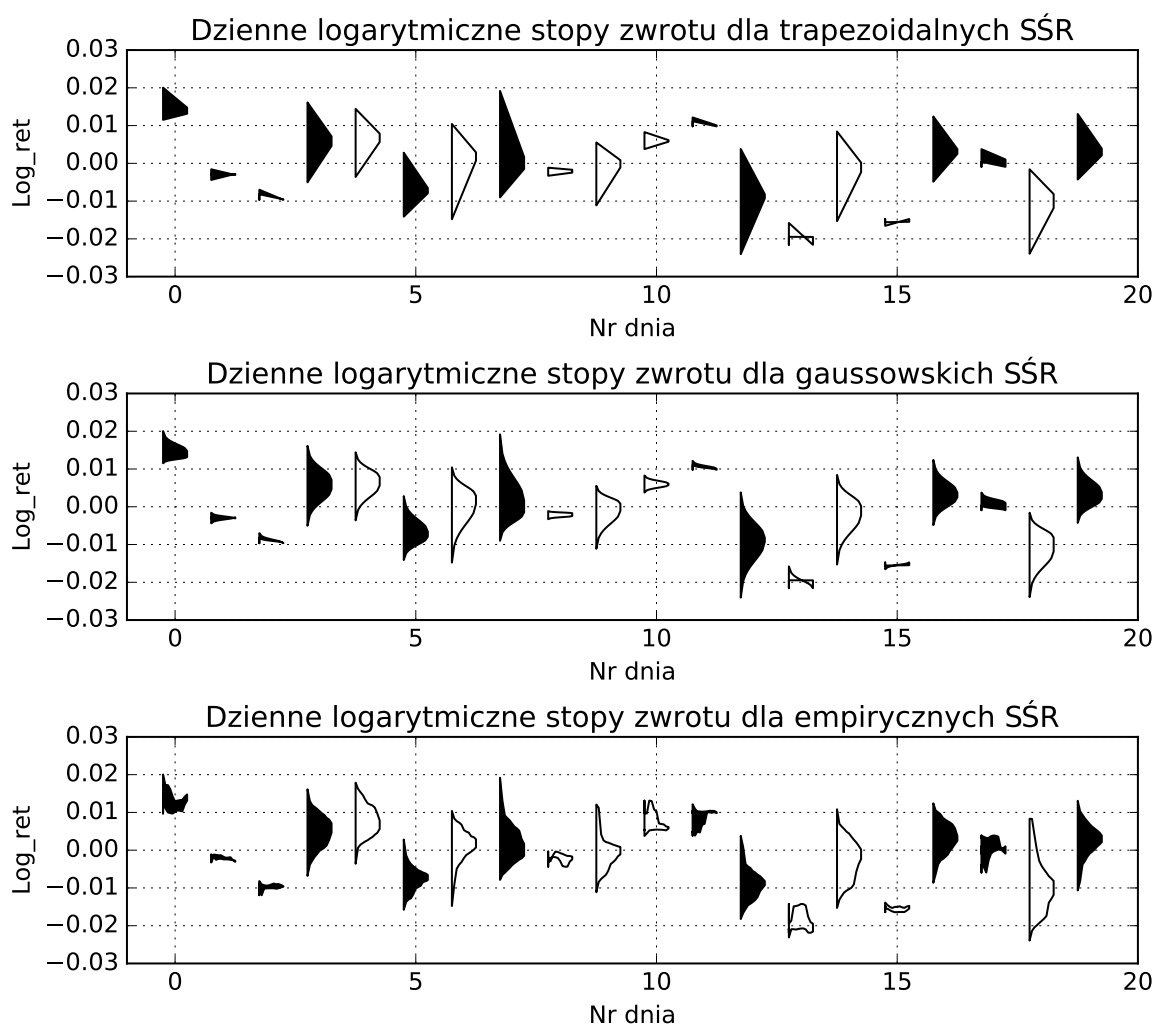 Dzienne logarytmiczne stopy zwrotu dla trapezoidalnych SŚR
0.03
0.02
0.01
0.00
−0.01
−0.02
−0.03
Log_ret
0 5 10 15 20
Nr dnia
Dzienne logarytmiczne stopy zwrotu dla gaussowskich SŚR
0.03
0.02
0.01
0.00
−0.01
−0.02
−0.03
Log_ret
0 5 10 15 20
Nr dnia
Dzienne logarytmiczne stopy zwrotu dla empirycznych SŚR
0.03
0.02
0.01
0.00
−0.01
−0.02
−0.03
Log_ret
0 5 10 15 20
Nr dnia